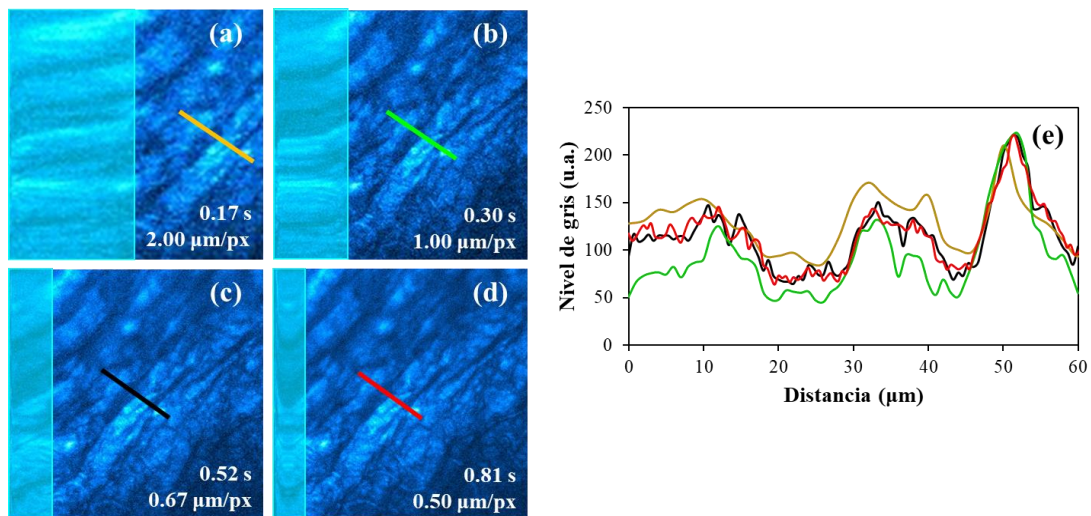 (a)
0.17 s
2.00 µm/px
(b)
0.30 s
1.00 µm/px
(c)
0.52 s
0.67 µm/px
(d)
0.81 s
0.50 µm/px
(e)
Nivel de gris (u.a.)
250
200
150
100
50
0
0 10 20 30 40 50 60
Distancia (µm)